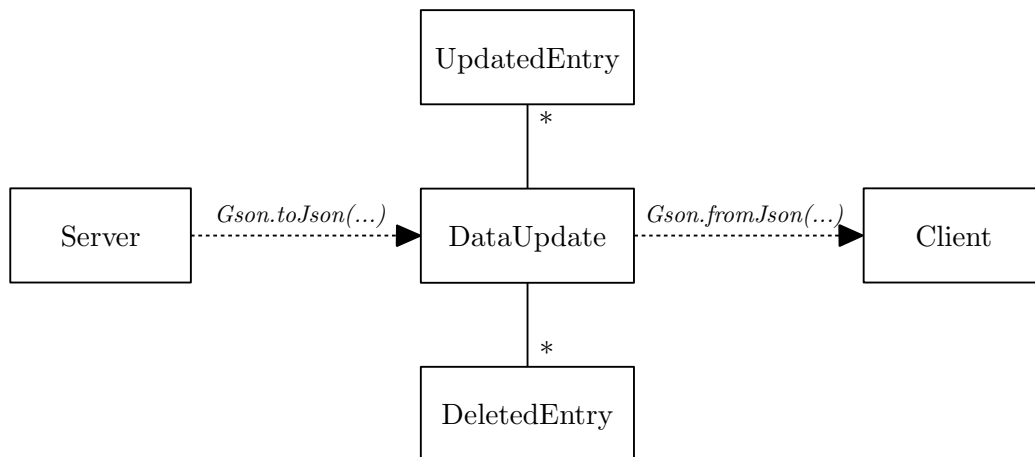 UpdatedEntry
*
Gson.toJson(...)
Gson.fromJson(...)
Server
DataUpdate
Client
*
DeletedEntry